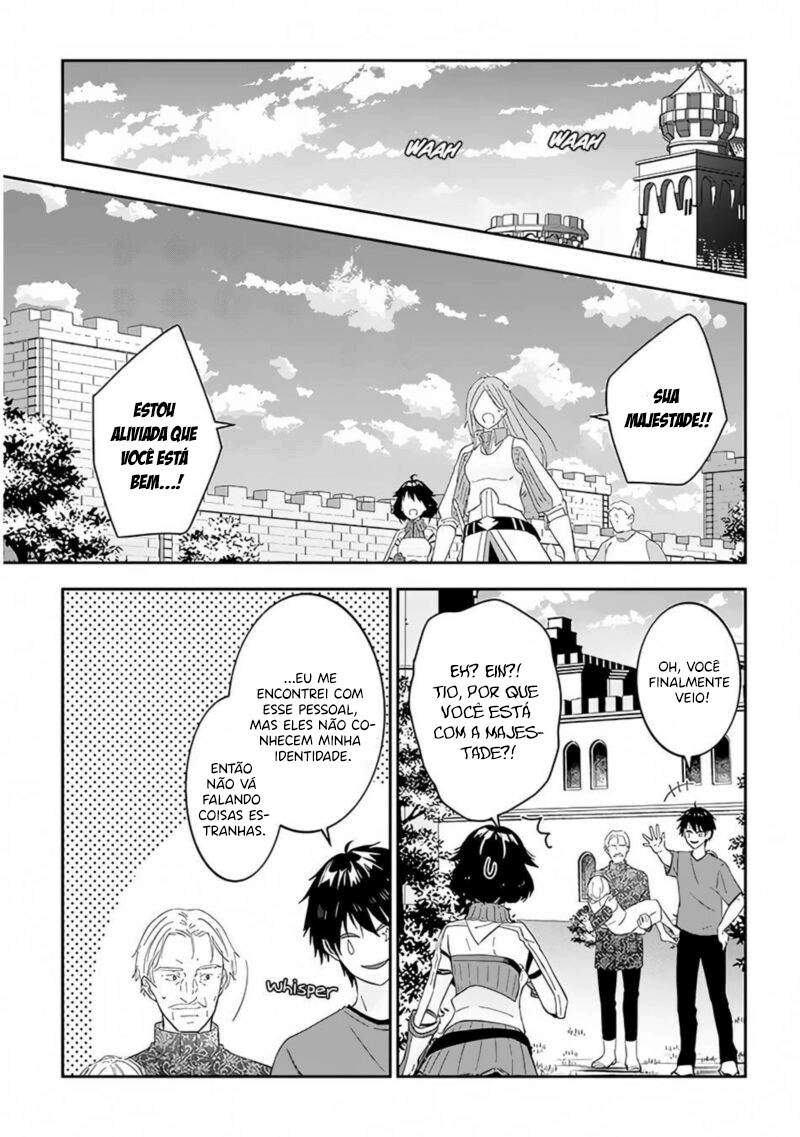 WAAH
WAAH
SUA
MAJESTADE!!
ESTOU
ALIVIADA QUE
VOCÊ ESTÁ
BEM...!
OH, VOCÊ
FINALMENTE
VEIO!
EH? EIN?!
TIO, POR QUE
VOCÊ ESTÁ
COM A MAJES-
TADE?!
...EU ME
ENCONTREI COM
ESSE PESSOAL,
MAS ELES NÃO CO-
NHECEM MINHA
IDENTIDADE.
ENTÃO
NÃO VÁ
FALANDO
COISAS ES-
TRANHAS.
whisper